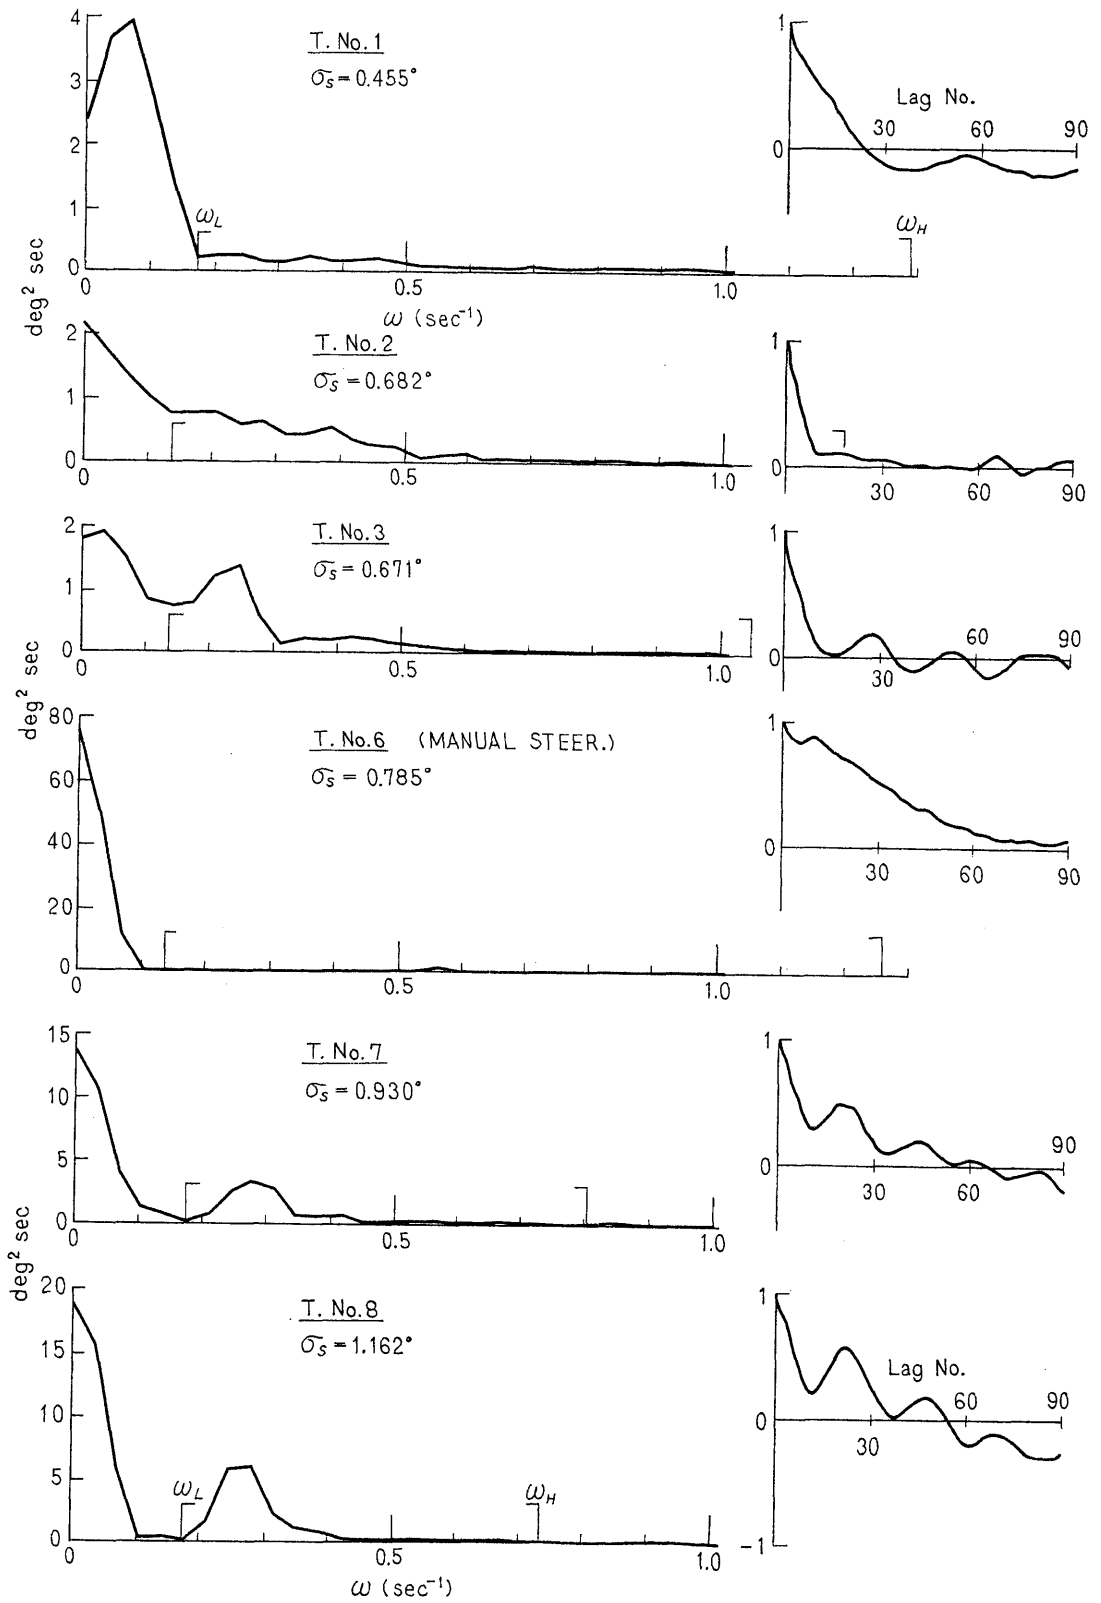 4
3
2
1
0
deg² sec
T. No.1
σs = 0.455°
ωL
ωH
0 0.5 1.0
ω (sec⁻¹)
1
0
Lag No.
30 60 90
2
1
0
T. No.2
σs = 0.682°
0 0.5 1.0
1
0
30 60 90
2
1
0
deg² sec
T. No.3
σs = 0.671°
0 0.5 1.0
1
0
60 90
30
80
60
40
20
0
T. No.6 (MANUAL STEER.)
σs = 0.785°
0 0.5 1.0
1
0
30 60 90
15
10
5
0
deg² sec
T. No.7
σs = 0.930°
0 0.5 1.0
1
0
90
30 60
20
15
10
5
0
T. No.8
σs = 1.162°
ωL
ωH
0 0.5 1.0
ω (sec⁻¹)
1
0
-1
Lag No.
60 90
30